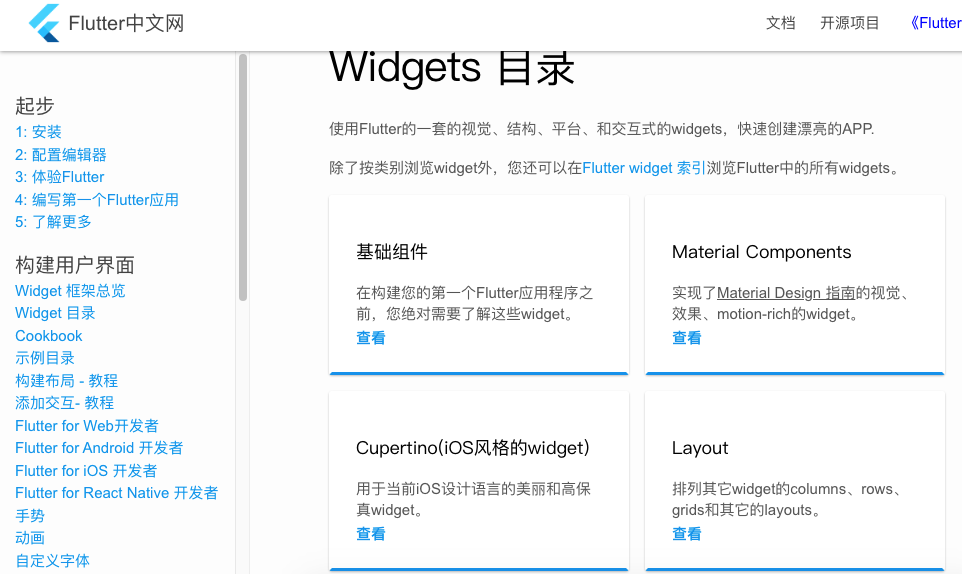 Flutter中文网
文档
开源项目
《Flutter
起步
1: 安装
2: 配置编辑器
3: 体验Flutter
4: 编写第一个Flutter应用
5: 了解更多
构建用户界面
Widget 框架总览
Widget 目录
Cookbook
示例目录
构建布局 - 教程
添加交互- 教程
Flutter for Web开发者
Flutter for Android 开发者
Flutter for iOS 开发者
Flutter for React Native 开发者
手势
动画
自定义字体
Widgets 目录
使用Flutter的一套的视觉、结构、平台、和交互式的widgets，快速创建漂亮的APP.
除了按类别浏览widget外，您还可以在Flutter widget 索引浏览Flutter中的所有widgets。
基础组件
在构建您的第一个Flutter应用程序之
前，您绝对需要了解这些widget。
查看
Material Components
实现了Material Design 指南的视觉、
效果、motion-rich的widget。
查看
Cupertino(iOS风格的widget)
用于当前iOS设计语言的美丽和高保
真widget。
查看
Layout
排列其它widget的columns、rows、
grids和其它的layouts。
查看